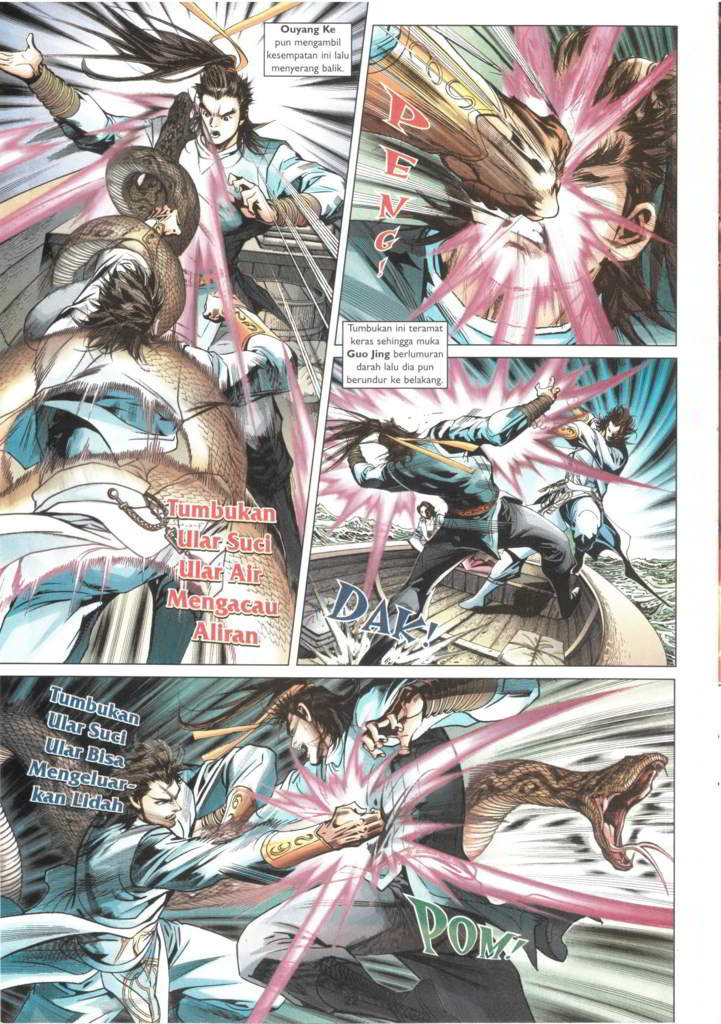 Ouyang Ke
pun mengambil
kesempatan ini lalu
menyerang balik.
PENG!
Tumbukan
Ular Suci
Ular Air
Mengacau
Aliran
Tumbukan ini teramat
keras sehingga muka
Guo Jing berlumuran
darah lalu dia pun
berundur ke belakang.
DAK!
Tumbukan
Ular Suci
Ular Bisa
Mengeluar-
kan Lidah
POM!